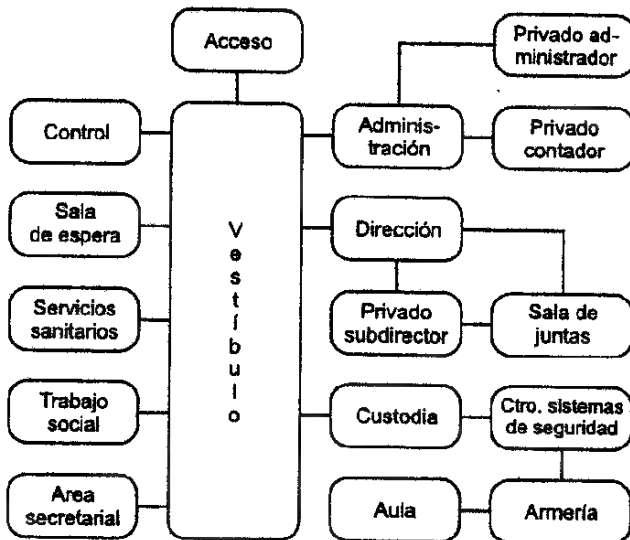 Acceso
Privado ad-
ministrador
Control
Adminis-
tración
Privado
contador
Sala
de espera
Vestíbulo
Dirección
Servicios
sanitarios
Privado
subdirector
Sala de
juntas
Trabajo
social
Custodia
Ctro. sistemas
de seguridad
Area
secretarial
Aula
Armería